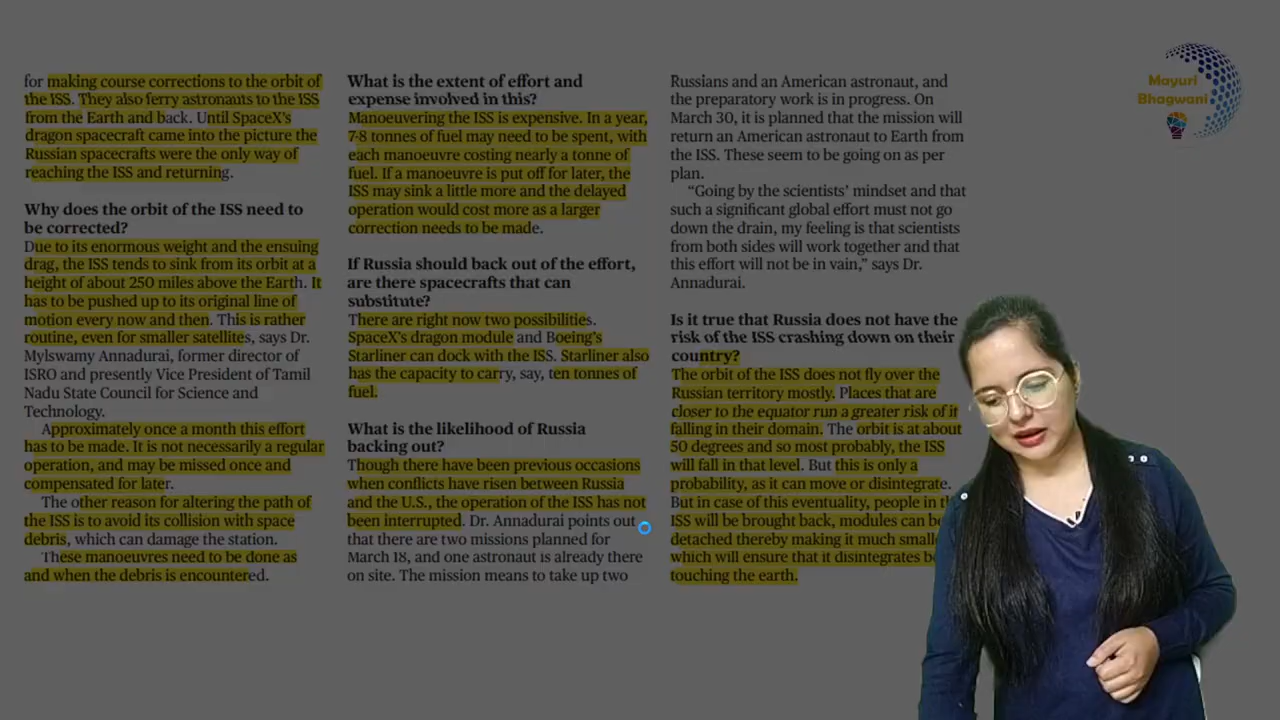 for making course corrections to the orbit of
the ISS. They also ferry astronauts to the ISS
from the Earth and back. Until SpaceX's
dragon spacecraft came into the picture the
Russian spacecrafts were the only way of
reaching the ISS and returning.
Why does the orbit of the ISS need to
be corrected?
Due to its enormous weight and the ensuing
drag, the ISS tends to sink from its orbit at a
height of about 250 miles above the Earth. It
has to be pushed up to its original line of
motion every now and then. This is rather
routine, even for smaller satellites, says Dr.
Mylswamy Annadurai, former director of
ISRO and presently Vice President of Tamil
Nadu State Council for Science and
Technology.
Approximately once a month this effort
has to be made. It is not necessarily a regular
operation, and may be missed once and
compensated for later.
The other reason for altering the path of
the ISS is to avoid its collision with space
debris, which can damage the station.
These manoeuvres need to be done as
and when the debris is encountered.
What is the extent of effort and
expense involved in this?
Manoeuvering the ISS is expensive. In a year,
7-8 tonnes of fuel may need to be spent, with
each manoeuvre costing nearly a tonne of
fuel. If a manoeuvre is put off for later, the
ISS may sink a little more and the delayed
operation would cost more as a larger
correction needs to be made.
If Russia should back out of the effort,
are there spacecrafts that can
substitute?
There are right now two possibilities.
SpaceX's dragon module and Boeing's
Starliner can dock with the ISS. Starliner also
has the capacity to carry, say, ten tonnes of
fuel.
What is the likelihood of Russia
backing out?
Though there have been previous occasions
when conflicts have risen between Russia
and the U.S., the operation of the ISS has not
been interrupted. Dr. Annadurai points out
that there are two missions planned for
March 18, and one astronaut is already there
on site. The mission means to take up two
Russians and an American astronaut, and
the preparatory work is in progress. On
March 30, it is planned that the mission will
return an American astronaut to Earth from
the ISS. These seem to be going on as per
plan.
“Going by the scientists’ mindset and that
such a significant global effort must not go
down the drain, my feeling is that scientists
from both sides will work together and that
this effort will not be in vain,” says Dr.
Annadurai.
Is it true that Russia does not have the
risk of the ISS crashing down on their
country?
The orbit of the ISS does not fly over the
Russian territory mostly. Places that are
closer to the equator run a greater risk of it
falling in their domain. The orbit is at about
50 degrees and so most probably, the ISS
will fall in that level. But this is only a
probability, as it can move or disintegrate.
But in case of this eventuality, people in
ISS will be brought back, modules can
detached thereby making it much
which will ensure that it disintegrates
touching the earth.
Mayuri
Bhagwani